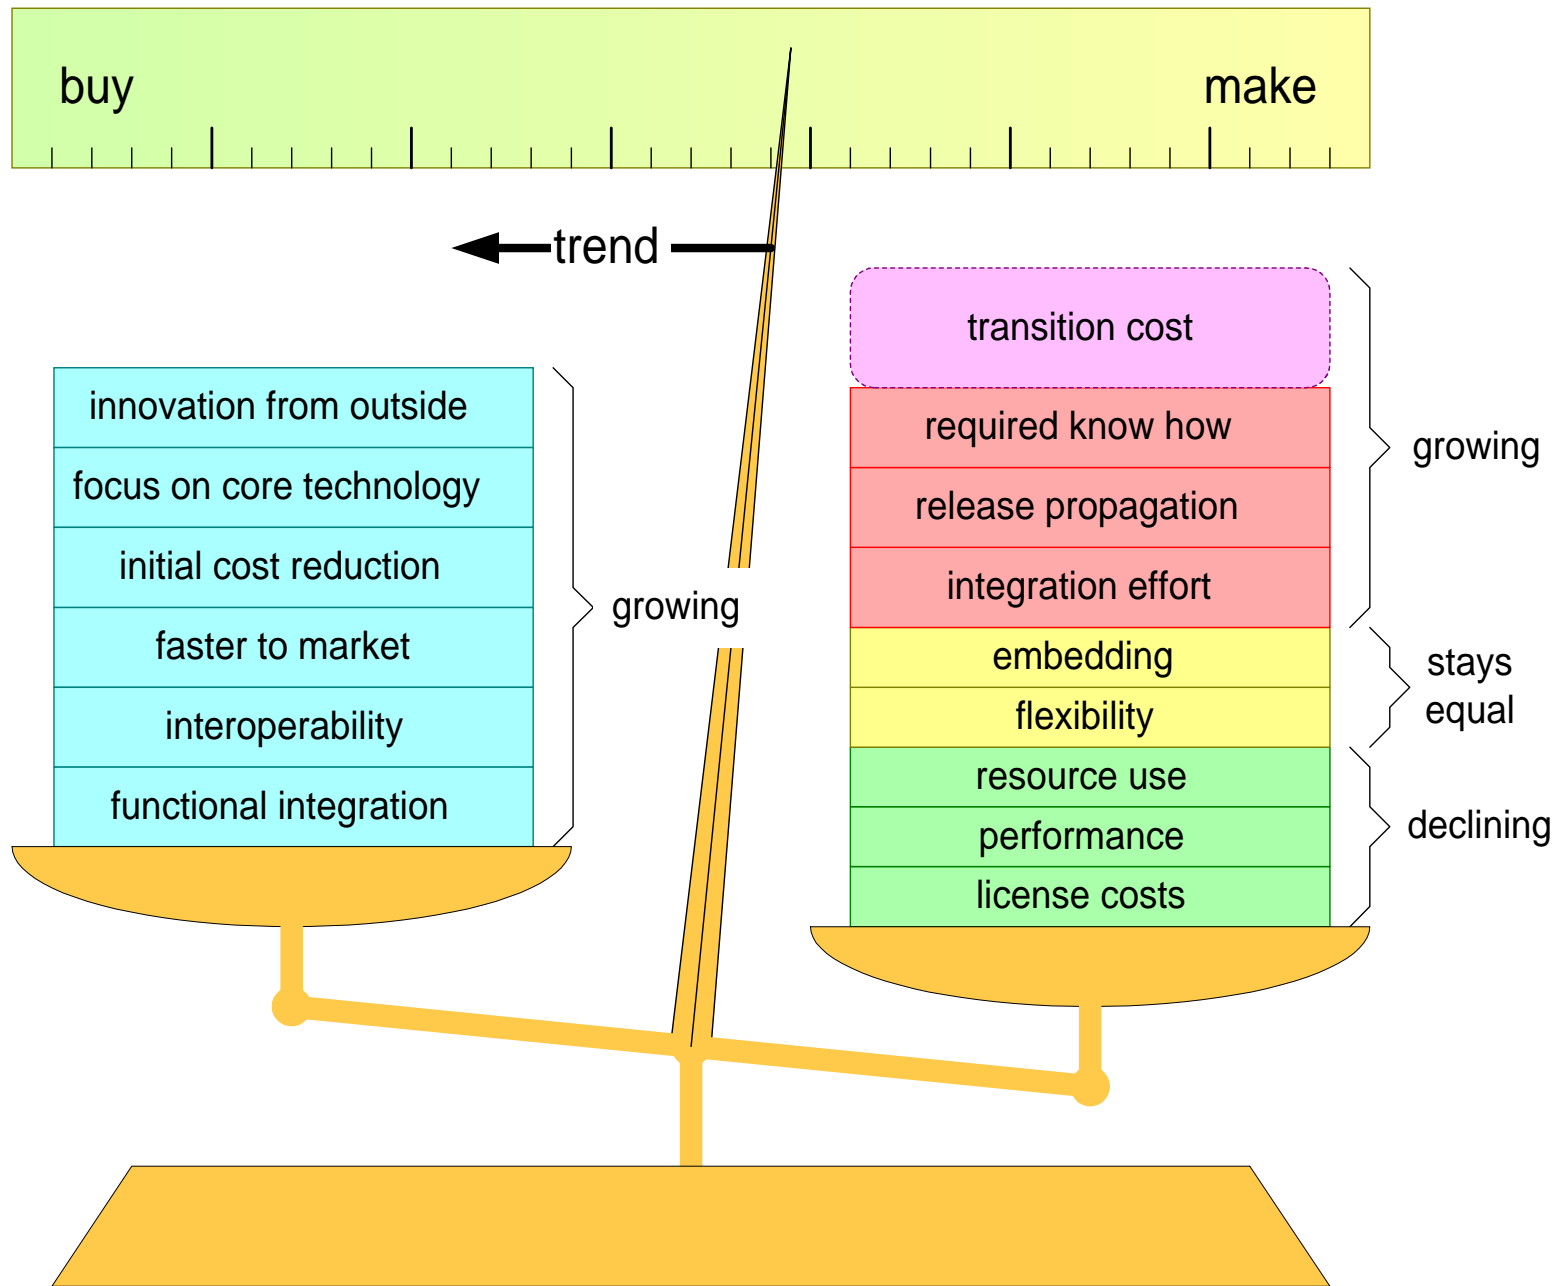 buy
make
trend
innovation from outside
focus on core technology
initial cost reduction
faster to market
interoperability
functional integration
growing
transition cost
required know how
release propagation
integration effort
embedding
flexibility
resource use
performance
license costs
growing
stays
equal
declining